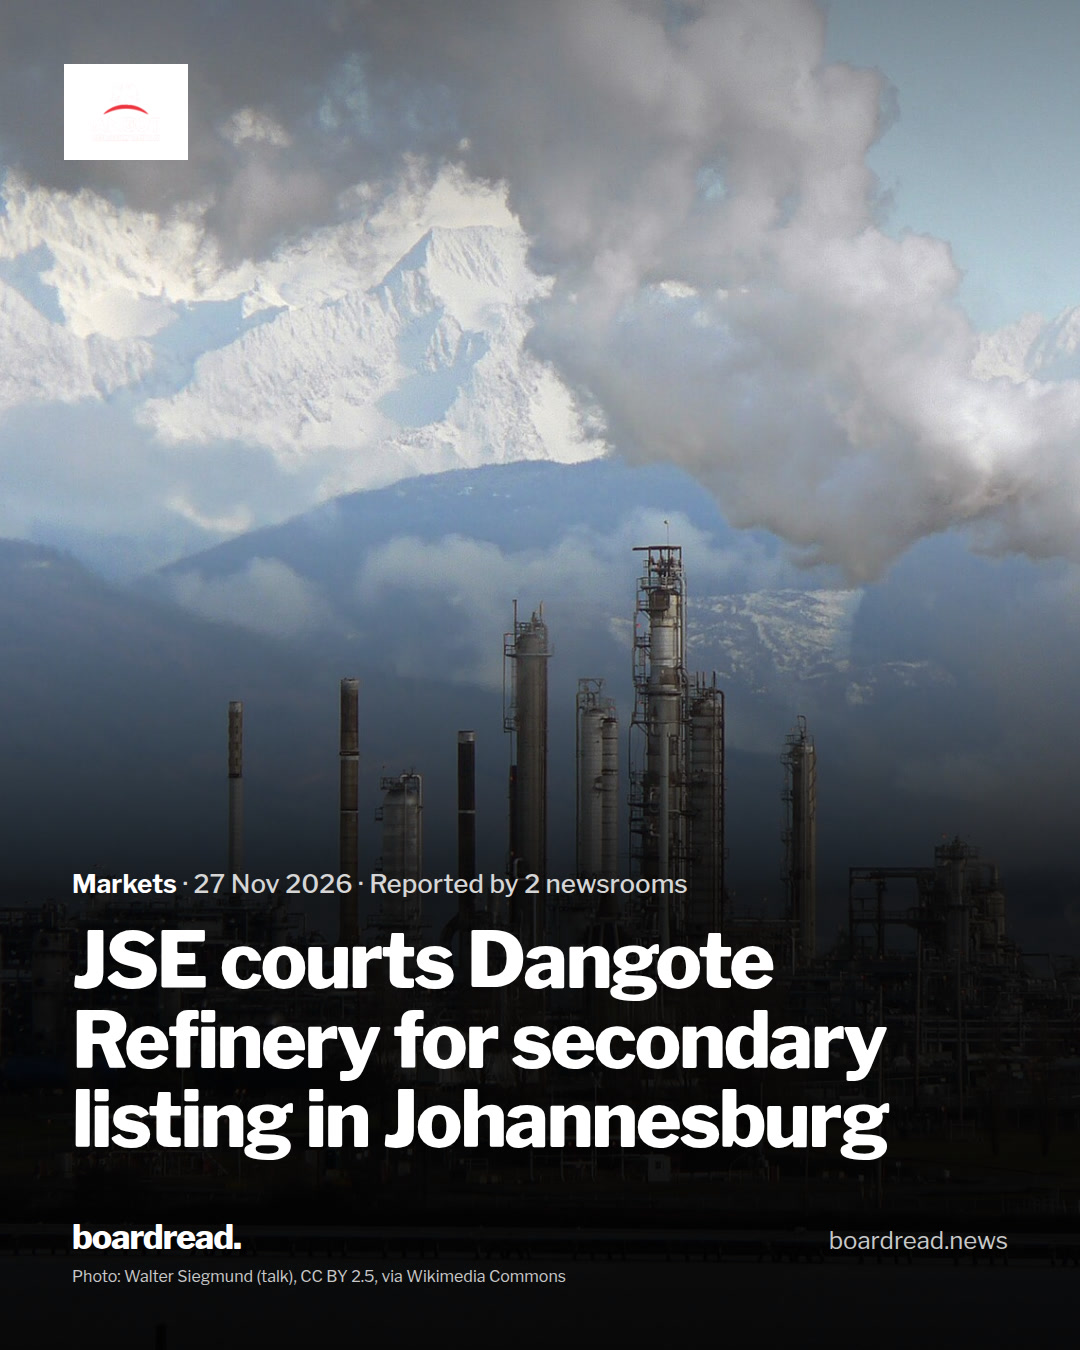 Markets · 27 Nov 2026 · Reported by 2 newsrooms
JSE courts Dangote
Refinery for secondary
listing in Johannesburg
boardread.
boardread.news
Photo: Walter Siegmund (talk), CC BY 2.5, via Wikimedia Commons